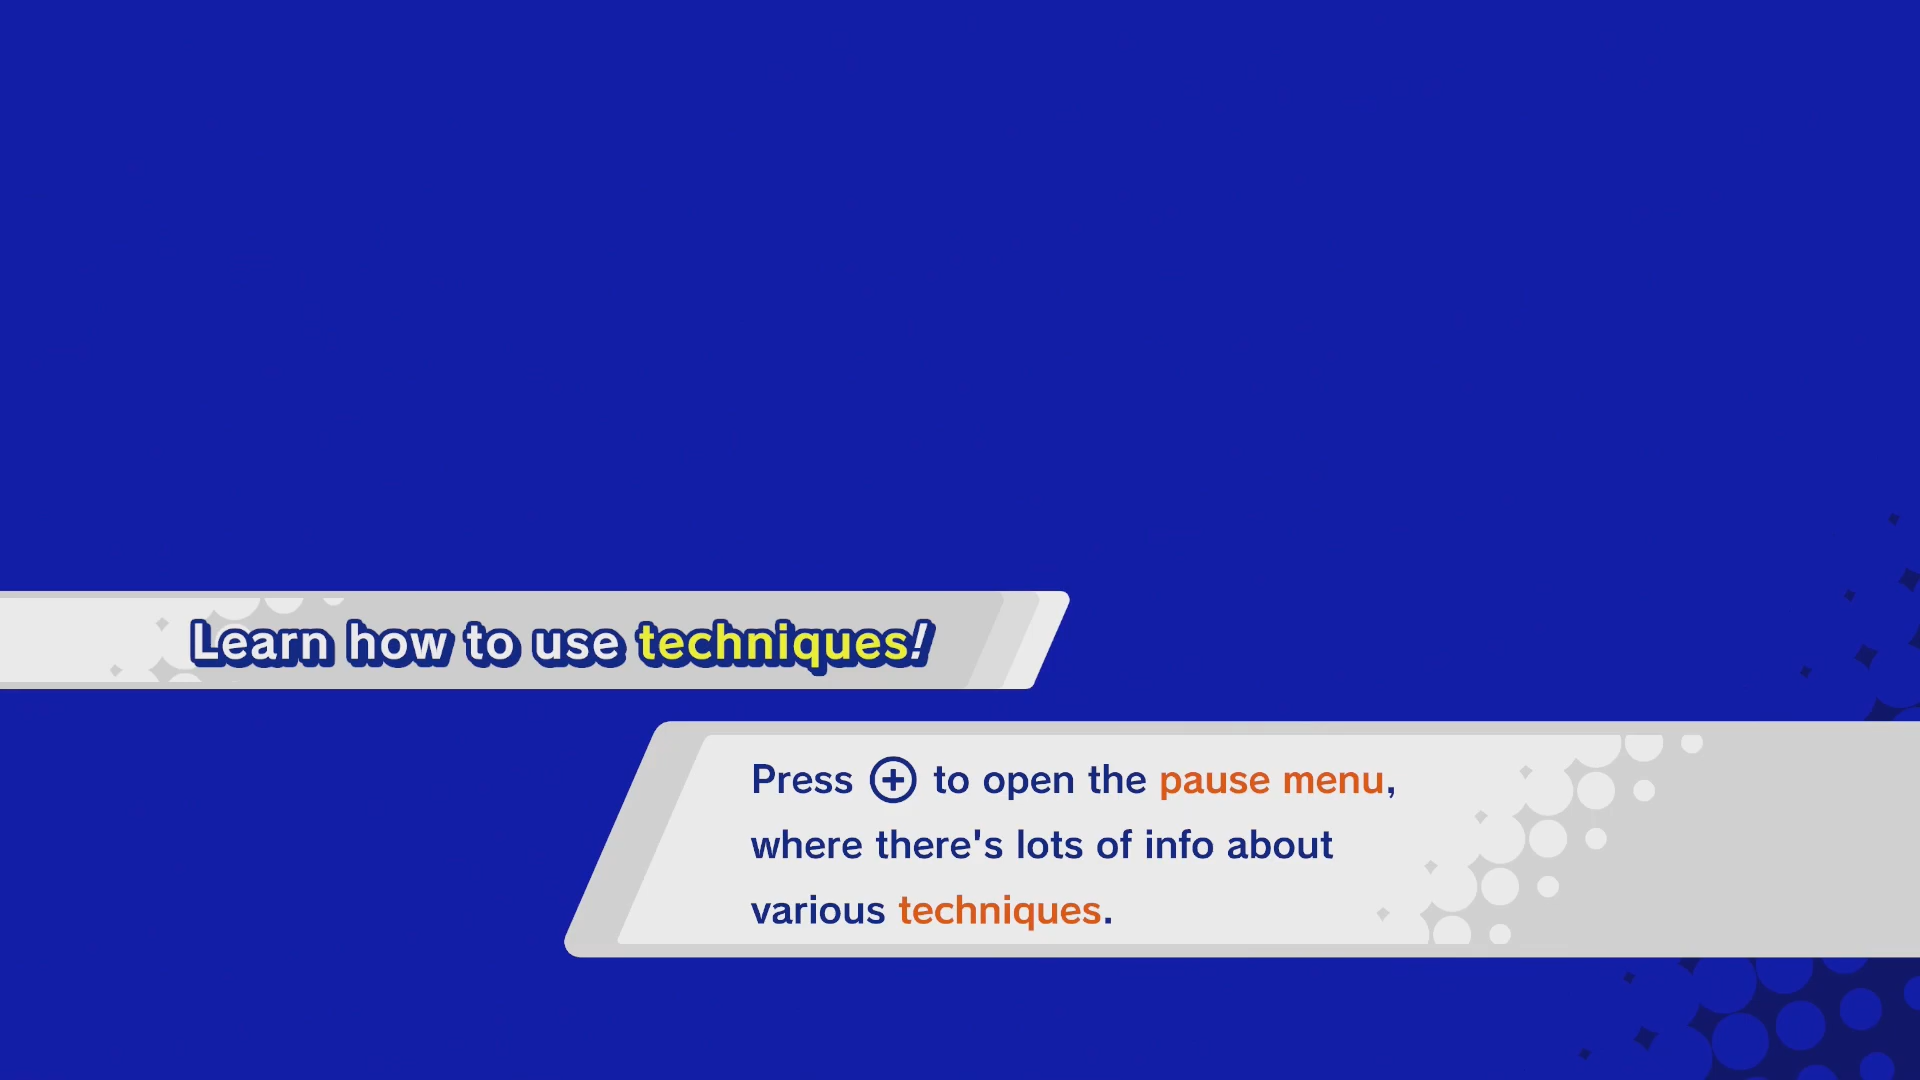 Learn how to use techniques!
Press ⊕ to open the pause menu,
where there's lots of info about
various techniques.